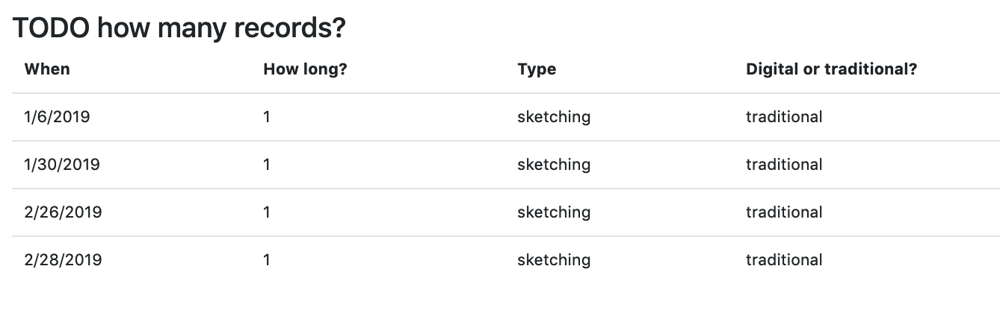 TODO how many records?
When How long? Type Digital or traditional?
1/6/2019 1 sketching traditional
1/30/2019 1 sketching traditional
2/26/2019 1 sketching traditional
2/28/2019 1 sketching traditional